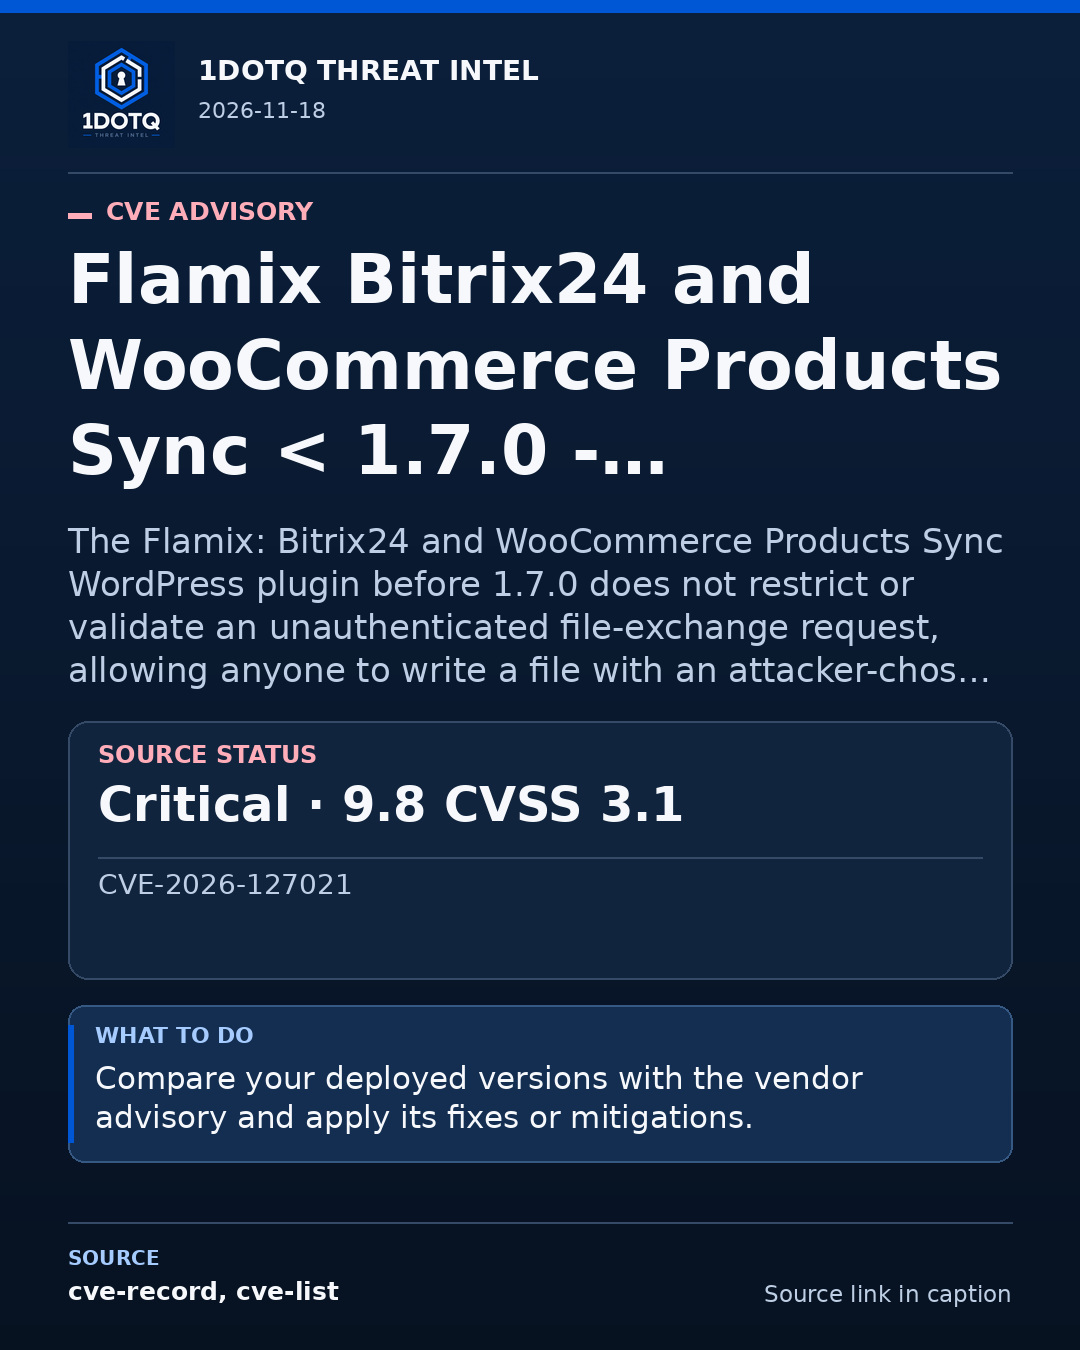 1DOTQ
THREAT INTEL
1DOTQ THREAT INTEL
2026-11-18
CVE ADVISORY
Flamix Bitrix24 and
WooCommerce Products
Sync < 1.7.0 -...
The Flamix: Bitrix24 and WooCommerce Products Sync
WordPress plugin before 1.7.0 does not restrict or
validate an unauthenticated file-exchange request,
allowing anyone to write a file with an attacker-chos...
SOURCE STATUS
Critical · 9.8 CVSS 3.1
CVE-2026-127021
WHAT TO DO
Compare your deployed versions with the vendor
advisory and apply its fixes or mitigations.
SOURCE
cve-record, cve-list
Source link in caption